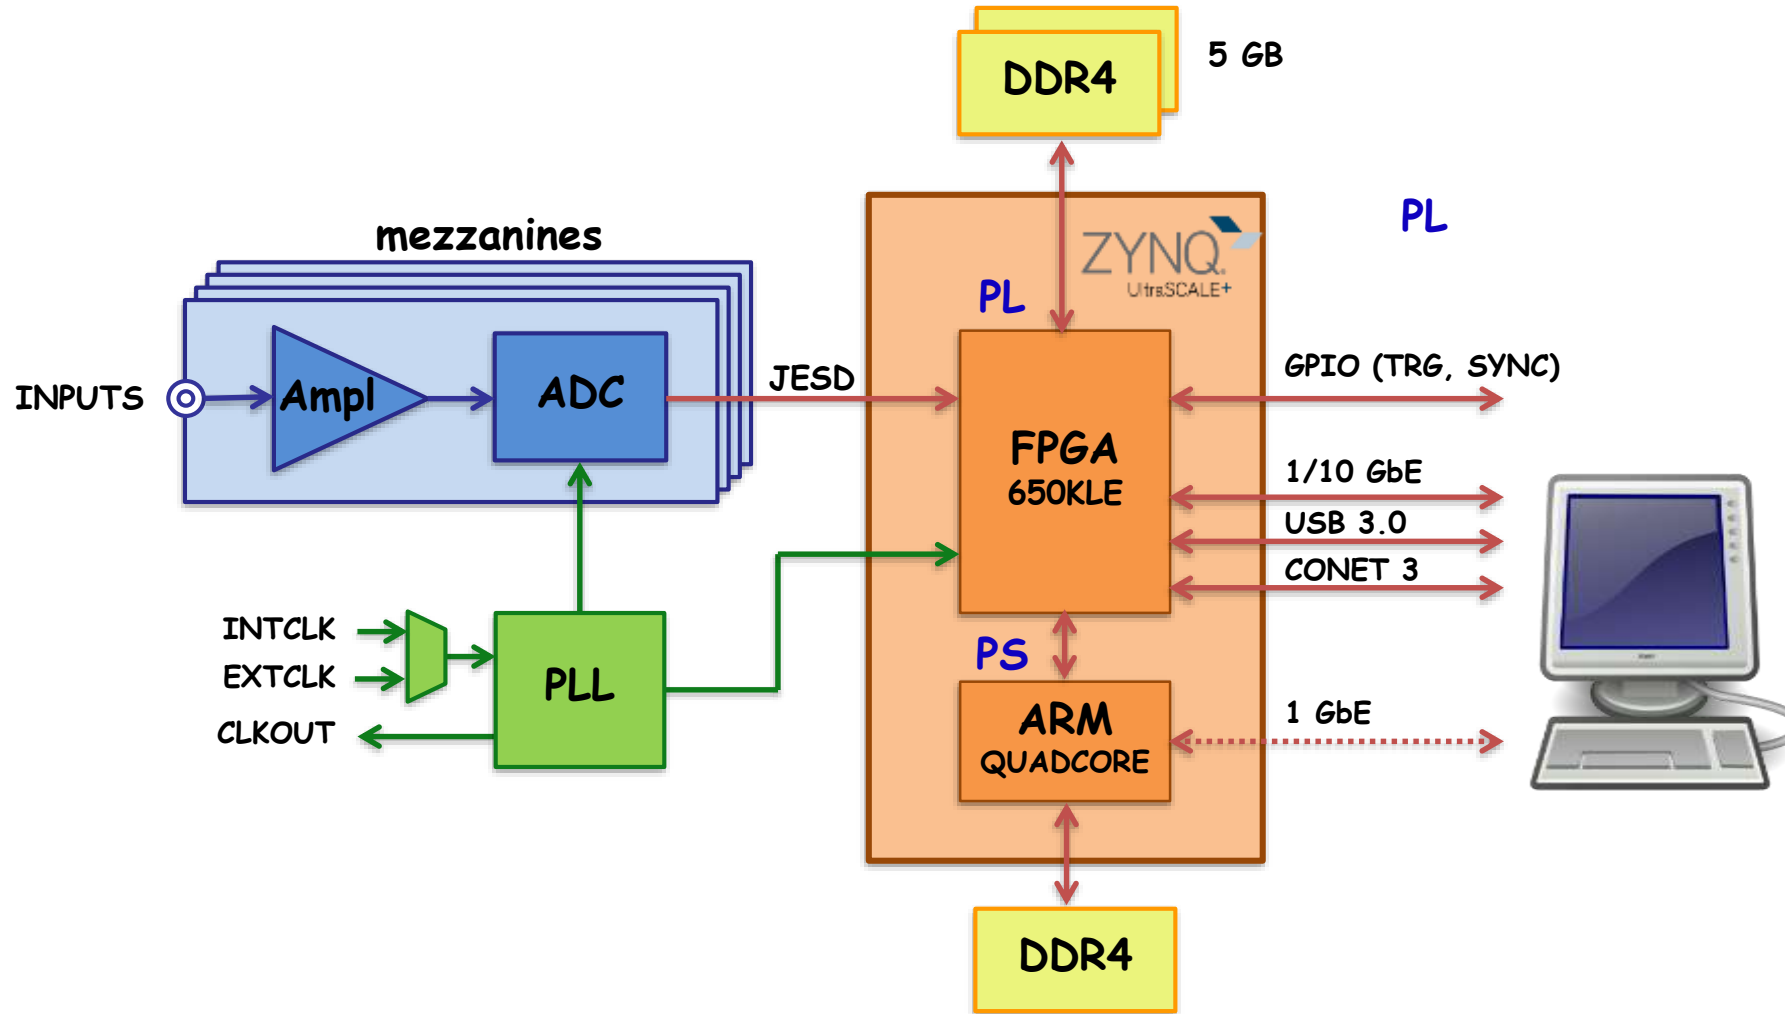 DDR4
5 GB
PL
mezzanines
ZYNQ
UltraSCALE+
PL
INPUTS
Ampl
ADC
JESD
GPIO (TRG, SYNC)
FPGA
650KLE
1/10 GbE
USB 3.0
CONET 3
INTCLK
EXTCLK
CLKOUT
PLL
PS
ARM
QUADCORE
1 GbE
DDR4